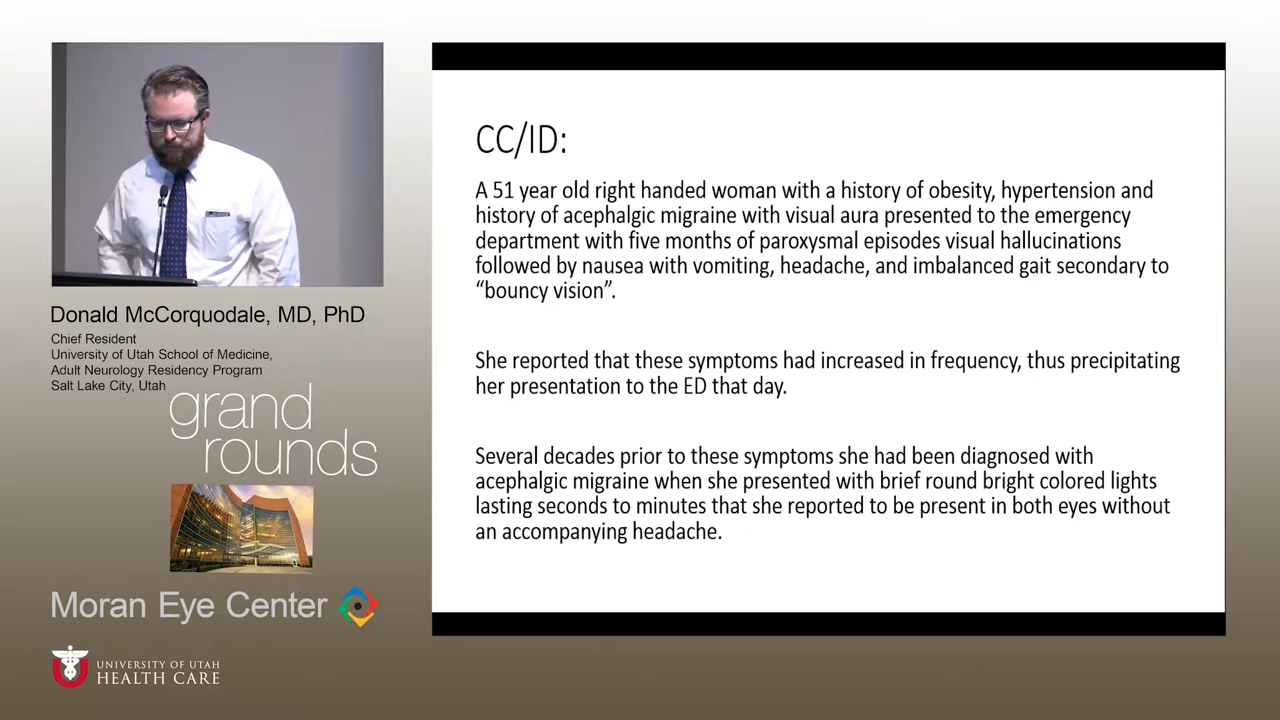 CC/ID:
A 51 year old right handed woman with a history of obesity, hypertension and
history of acephalgic migraine with visual aura presented to the emergency
department with five months of paroxysmal episodes visual hallucinations
followed by nausea with vomiting, headache, and imbalanced gait secondary to
“bouncy vision”.
She reported that these symptoms had increased in frequency, thus precipitating
her presentation to the ED that day.
Several decades prior to these symptoms she had been diagnosed with
acephalgic migraine when she presented with brief round bright colored lights
lasting seconds to minutes that she reported to be present in both eyes without
an accompanying headache.
Donald McCorquodale, MD, PhD
Chief Resident
University of Utah School of Medicine,
Adult Neurology Residency Program
Salt Lake City, Utah
grand
rounds
Moran Eye Center
UNIVERSITY OF UTAH
HEALTH CARE